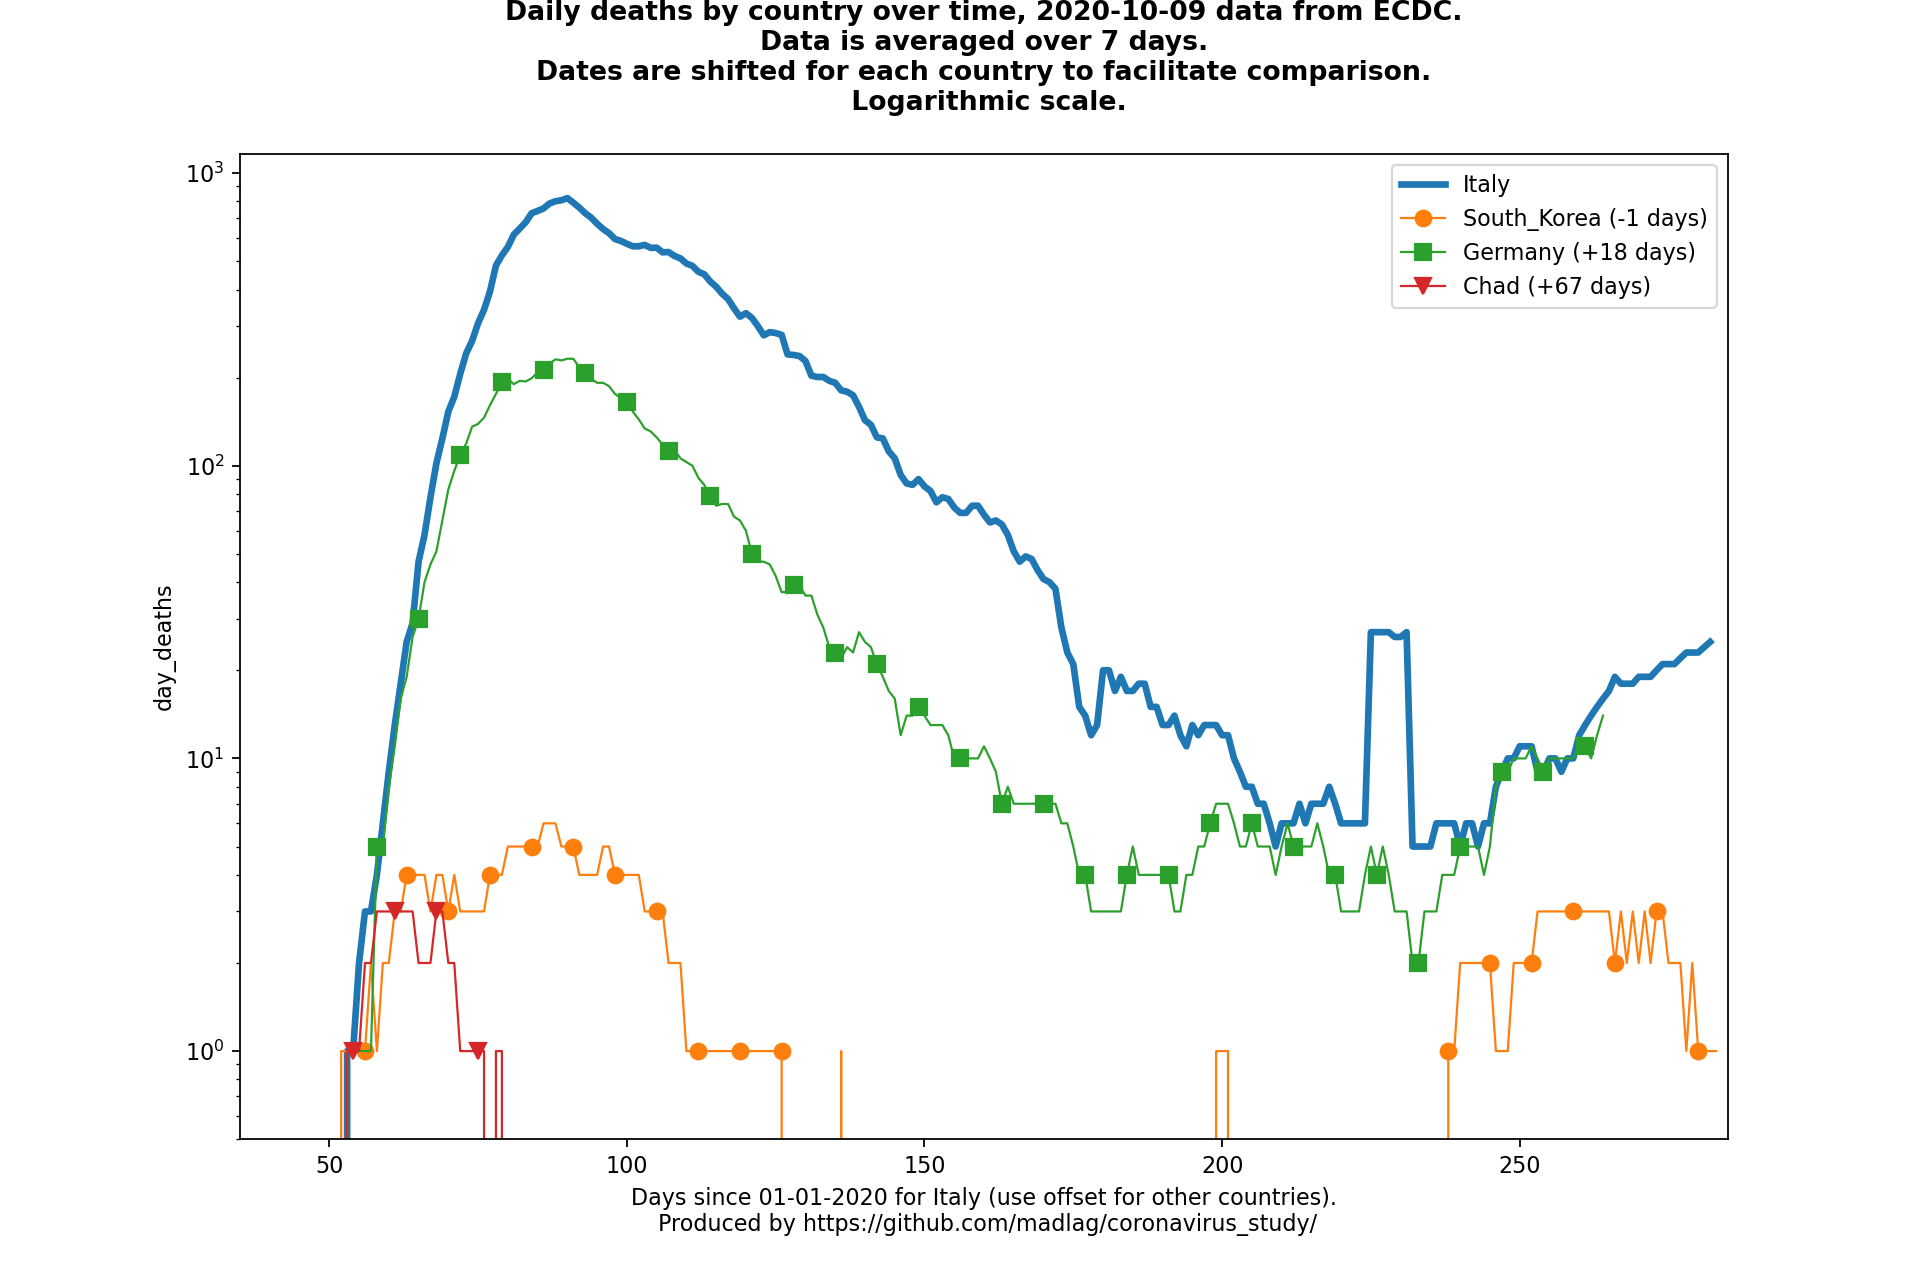 Daily deaths by country over time, 2020-10-09 data from ECDC.
Data is averaged over 7 days.
Dates are shifted for each country to facilitate comparison.
Logarithmic scale.
10³
10²
10¹
10⁰
day_deaths
Italy
South_Korea (-1 days)
Germany (+18 days)
Chad (+67 days)
50 100 150 200 250
Days since 01-01-2020 for Italy (use offset for other countries).
Produced by https://github.com/madlag/coronavirus_study/